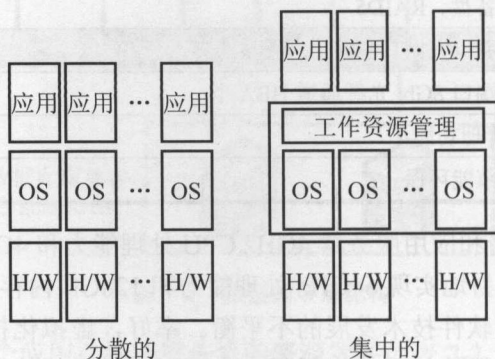 应用 应用 … 应用
工作资源管理
应用 应用 … 应用
OS OS … OS
OS OS … OS
H/W H/W … H/W
H/W H/W … H/W
分散的
集中的